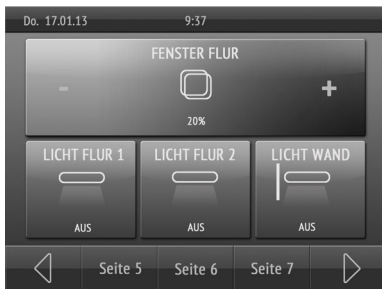 Do. 17.01.13 9:37
FENSTER FLUR
- +
20%
LICHT FLUR 1 LICHT FLUR 2 LICHT WAND
AUS AUS AUS
Seite 5 Seite 6 Seite 7